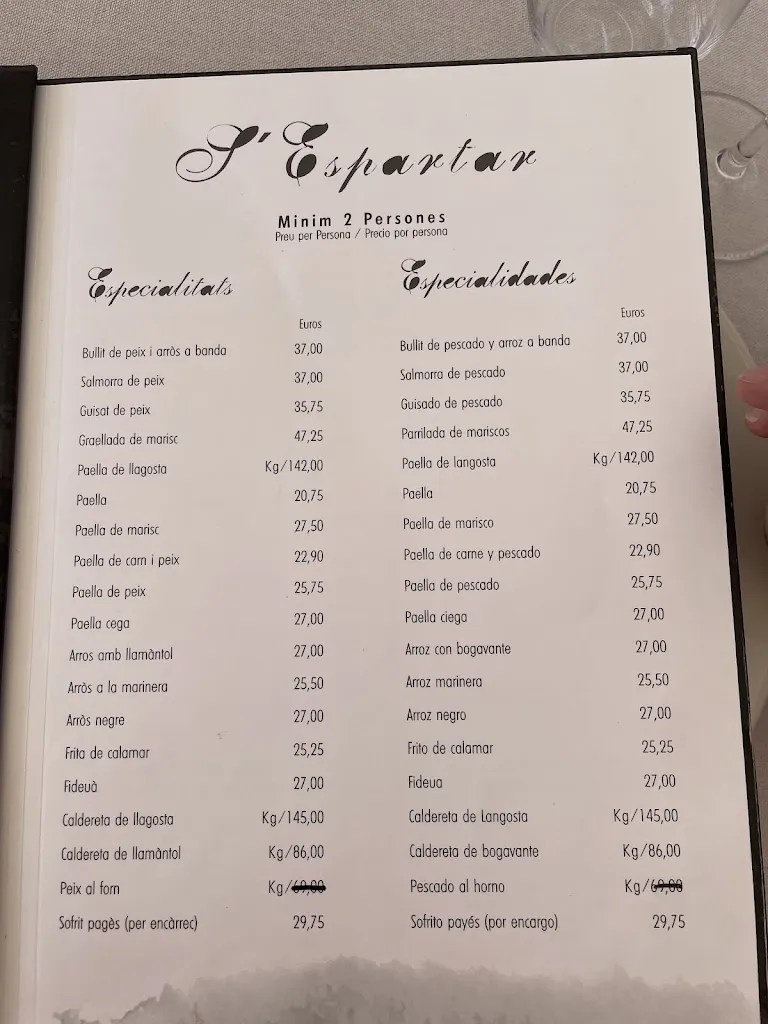 S'Espartar
Minim 2 Persones
Preu per Persona / Precio por persona
Especialitats
Euros
Bullit de peix i arròs a banda 37,00
Salmorra de peix 37,00
Guisat de peix 35,75
Graellada de marisc 47,25
Paella de llagosta Kg/142,00
Paella 20,75
Paella de marisc 27,50
Paella de carn i peix 22,90
Paella de peix 25,75
Paella cega 27,00
Arros amb llamàntol 27,00
Arròs a la marinera 25,50
Arròs negre 27,00
Frita de calamar 25,25
Fideuà 27,00
Caldereta de llagosta Kg/145,00
Caldereta de llamàntol Kg/86,00
Peix al forn Kg/69,00
Sofrit pagès (per encàrrec) 29,75
Especialidades
Euros
Bullit de pescado y arroz a banda 37,00
Salmorra de pescado 37,00
Guisado de pescado 35,75
Parrilada de mariscos 47,25
Paella de langosta Kg/142,00
Paella 20,75
Paella de marisco 27,50
Paella de carne y pescado 22,90
Paella de pescado 25,75
Paella ciega 27,00
Arroz con bogavante 27,00
Arroz marinera 25,50
Arroz negro 27,00
Frito de calamar 25,25
Fideua 27,00
Caldereta de Langosta Kg/145,00
Caldereta de bogavante Kg/86,00
Pescado al horno Kg/69,00
Sofrito payés (por encargo) 29,75